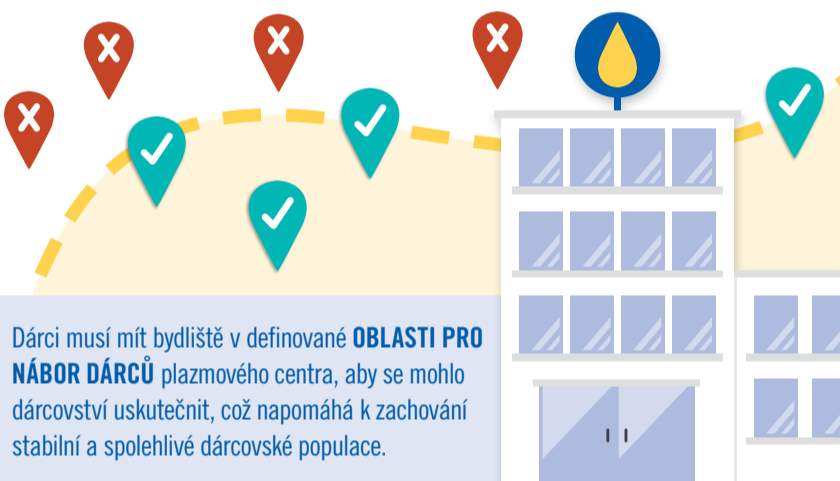 Dárci musí mít bydliště v definované OBLASTI PRO
NÁBOR DÁRCŮ plazmového centra, aby se mohlo
dárcovství uskutečnit, což napomáhá k zachování
stabilní a spolehlivé dárcovské populace.